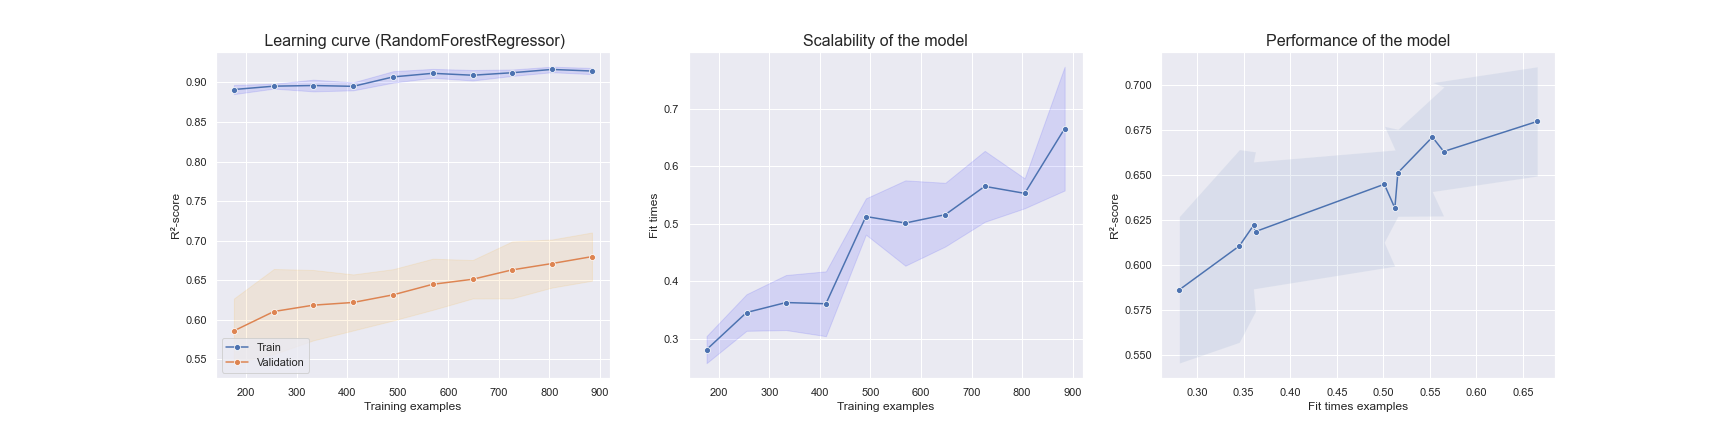 Learning curve (RandomForestRegressor)
R²-score
0.90
0.85
0.80
0.75
0.70
0.65
0.60
0.55
Train
Validation
200 300 400 500 600 700 800 900
Training examples
Scalability of the model
Fit times
0.7
0.6
0.5
0.4
0.3
200 300 400 500 600 700 800 900
Training examples
Performance of the model
R²-score
0.700
0.675
0.650
0.625
0.600
0.575
0.550
0.30 0.35 0.40 0.45 0.50 0.55 0.60 0.65
Fit times examples